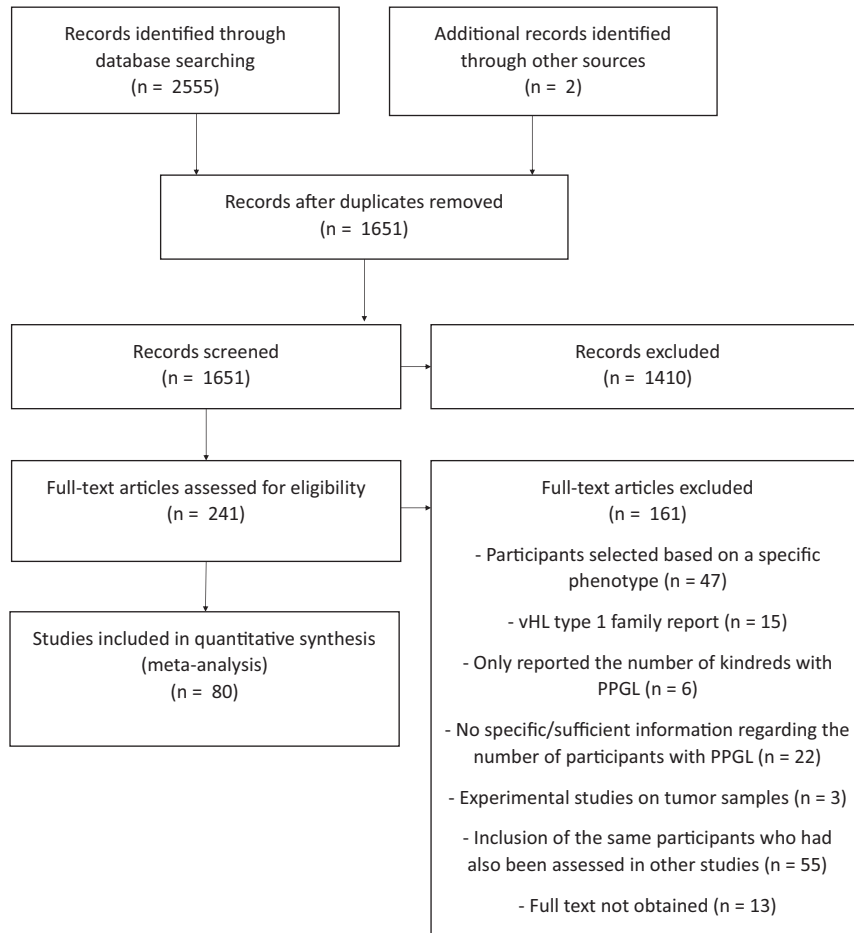 Records identified through
database searching
(n = 2555)
Additional records identified
through other sources
(n = 2)
Records after duplicates removed
(n = 1651)
Records screened
(n = 1651)
Records excluded
(n = 1410)
Full-text articles assessed for eligibility
(n = 241)
Full-text articles excluded
(n = 161)
- Participants selected based on a specific
phenotype (n = 47)
- vHL type 1 family report (n = 15)
- Only reported the number of kindreds with
PPGL (n = 6)
- No specific/sufficient information regarding the
number of participants with PPGL (n = 22)
- Experimental studies on tumor samples (n = 3)
- Inclusion of the same participants who had
also been assessed in other studies (n = 55)
- Full text not obtained (n = 13)
Studies included in quantitative synthesis
(meta-analysis)
(n = 80)